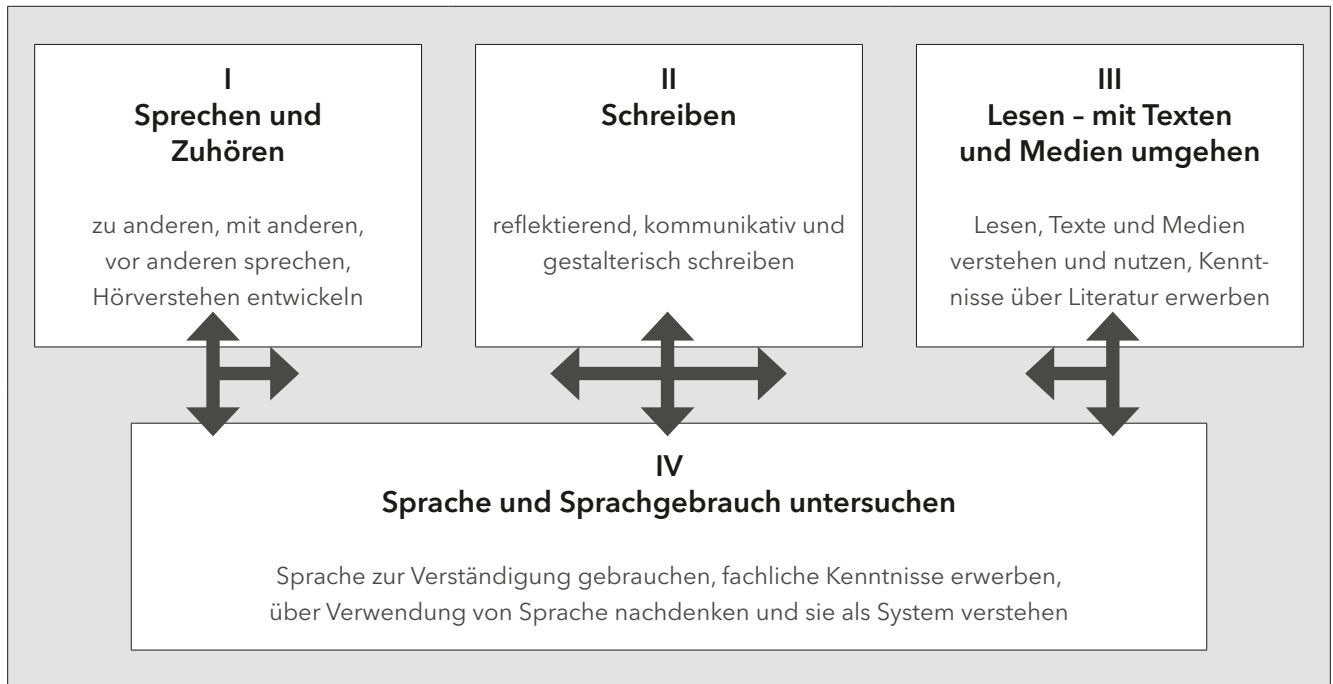 I
Sprechen und
Zuhören
zu anderen, mit anderen,
vor anderen sprechen,
Hörverstehen entwickeln
II
Schreiben
reflektierend, kommunikativ und
gestalterisch schreiben
III
Lesen – mit Texten
und Medien umgehen
Lesen, Texte und Medien
verstehen und nutzen, Kennt-
nisse über Literatur erwerben
IV
Sprache und Sprachgebrauch untersuchen
Sprache zur Verständigung gebrauchen, fachliche Kenntnisse erwerben,
über Verwendung von Sprache nachdenken und sie als System verstehen